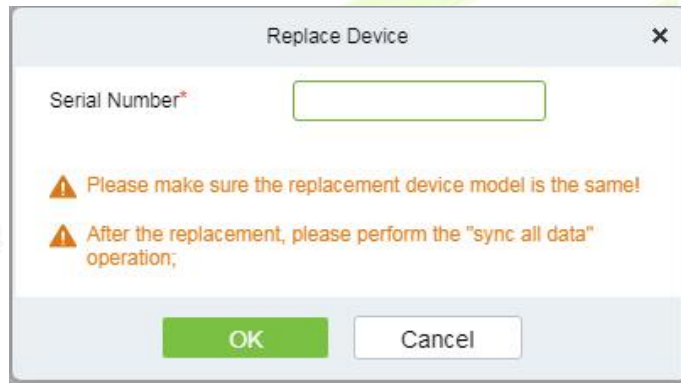 Replace Device ×
Serial Number*
Please make sure the replacement device model is the same!
After the replacement, please perform the "sync all data"
operation;
OK Cancel